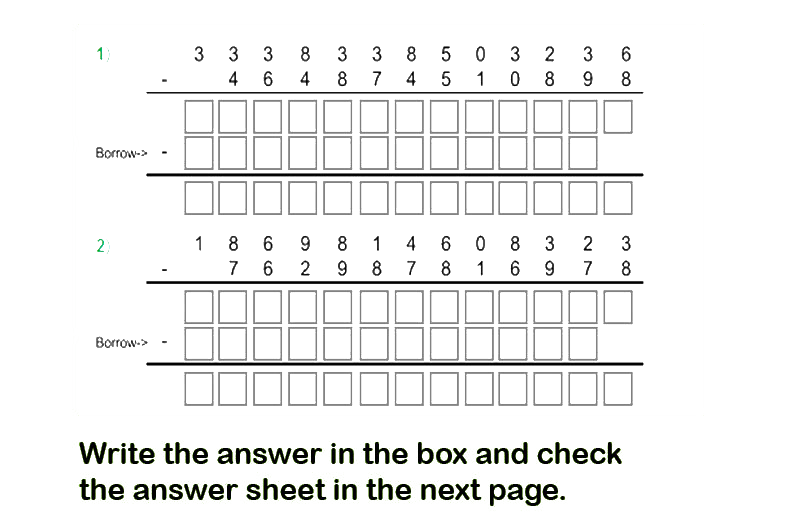 1) 3 3 3 8 3 3 8 5 0 3 2 3 6
- 4 6 4 8 7 4 5 1 0 8 9 8
Borrow-> -
2) 1 8 6 9 8 1 4 6 0 8 3 2 3
- 7 6 2 9 8 7 8 1 6 9 7 8
Borrow-> -
Write the answer in the box and check
the answer sheet in the next page.